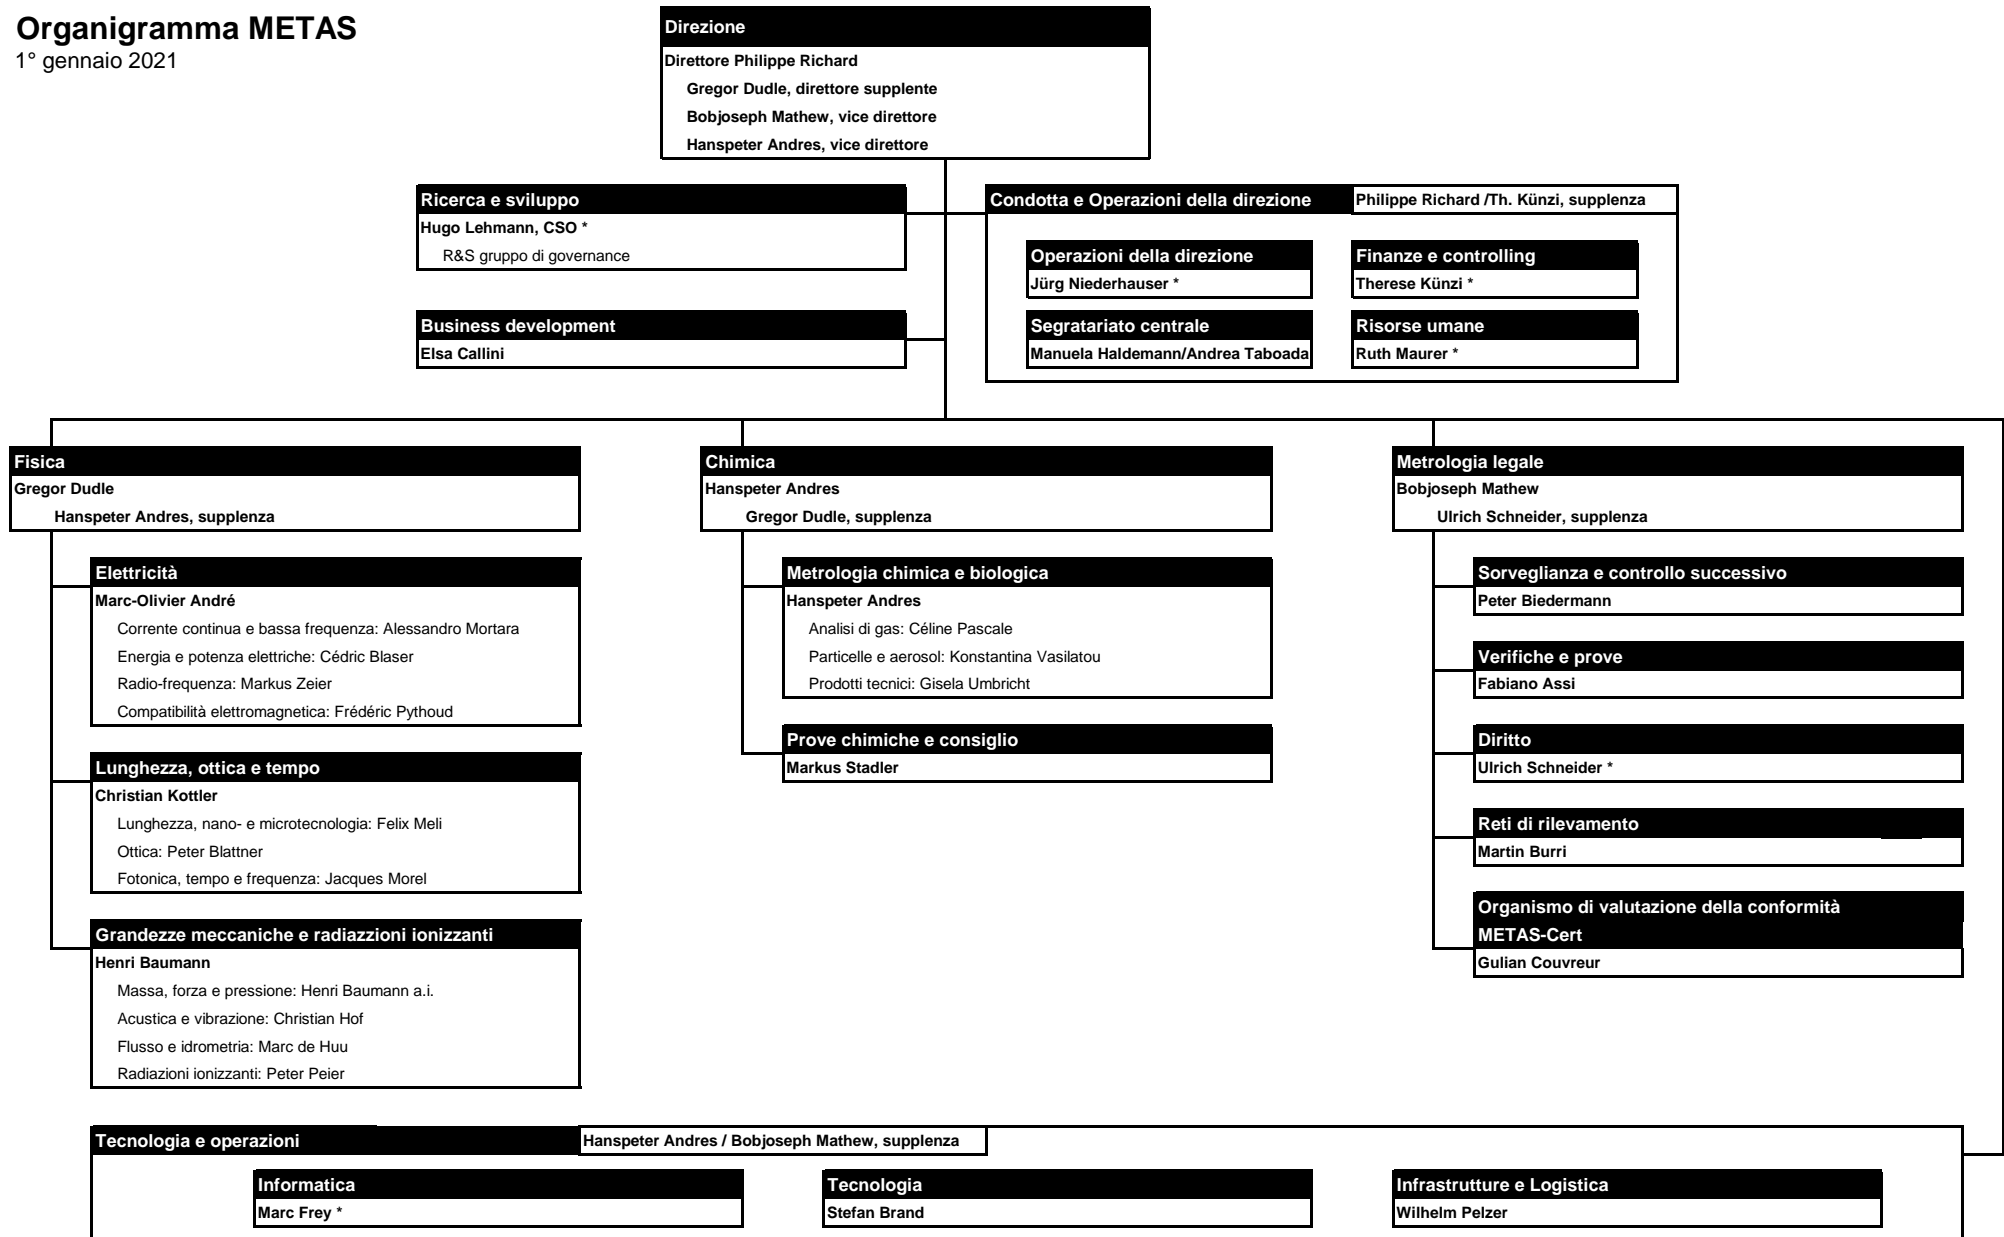 Organigramma METAS
1° gennaio 2021
Direzione
Direttore Philippe Richard
Gregor Dudle, direttore supplente
Bobjoseph Mathew, vice direttore
Hanspeter Andres, vice direttore
Ricerca e sviluppo
Hugo Lehmann, CSO *
R&S gruppo di governance
Business development
Elsa Callini
Condotta e Operazioni della direzione
Philippe Richard /Th. Künzi, supplenza
Operazioni della direzione
Jürg Niederhauser *
Finanze e controlling
Therese Künzi *
Segratariato centrale
Manuela Haldemann/Andrea Taboada
Risorse umane
Ruth Maurer *
Fisica
Gregor Dudle
Hanspeter Andres, supplenza
Elettricità
Marc-Olivier André
Corrente continua e bassa frequenza: Alessandro Mortara
Energia e potenza elettriche: Cédric Blaser
Radio-frequenza: Markus Zeier
Compatibilità elettromagnetica: Frédéric Pythoud
Lunghezza, ottica e tempo
Christian Kottler
Lunghezza, nano- e microtecnologia: Felix Meli
Ottica: Peter Blattner
Fotonica, tempo e frequenza: Jacques Morel
Grandezze meccaniche e radiazzioni ionizzanti
Henri Baumann
Massa, forza e pressione: Henri Baumann a.i.
Acustica e vibrazione: Christian Hof
Flusso e idrometria: Marc de Huu
Radiazioni ionizzanti: Peter Peier
Chimica
Hanspeter Andres
Gregor Dudle, supplenza
Metrologia chimica e biologica
Hanspeter Andres
Analisi di gas: Céline Pascale
Particelle e aerosol: Konstantina Vasilatou
Prodotti tecnici: Gisela Umbricht
Prove chimiche e consiglio
Markus Stadler
Metrologia legale
Bobjoseph Mathew
Ulrich Schneider, supplenza
Sorveglianza e controllo successivo
Peter Biedermann
Verifiche e prove
Fabiano Assi
Diritto
Ulrich Schneider *
Reti di rilevamento
Martin Burri
Organismo di valutazione della conformità
METAS-Cert
Gulian Couvreur
Tecnologia e operazioni
Hanspeter Andres / Bobjoseph Mathew, supplenza
Informatica
Marc Frey *
Tecnologia
Stefan Brand
Infrastrutture e Logistica
Wilhelm Pelzer